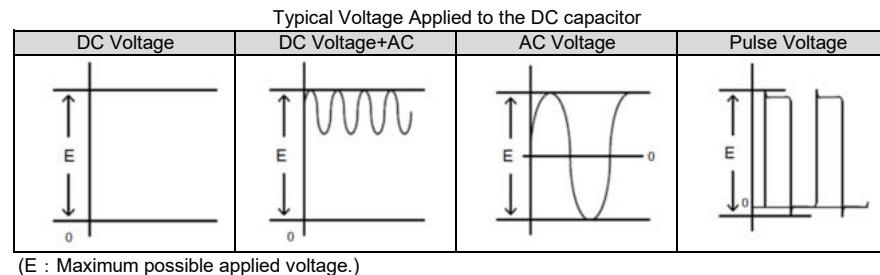 Typical Voltage Applied to the DC capacitor
DC Voltage DC Voltage+AC AC Voltage Pulse Voltage
E E E E
0 0 0 0
(E：Maximum possible applied voltage.)